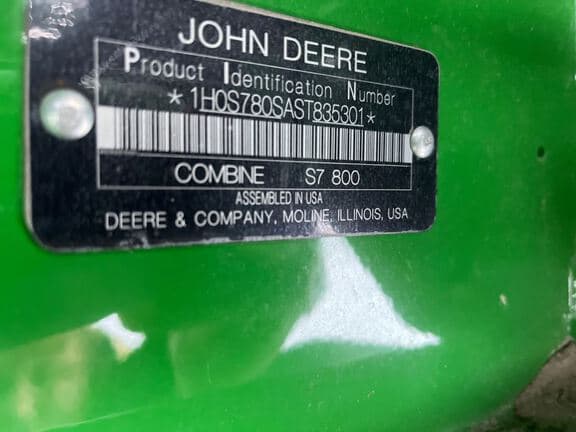 JOHN DEERE
Product Identification Number
*1H0S780SAST835301*
COMBINE S7 800
ASSEMBLED IN USA
DEERE & COMPANY, MOLINE, ILLINOIS, USA